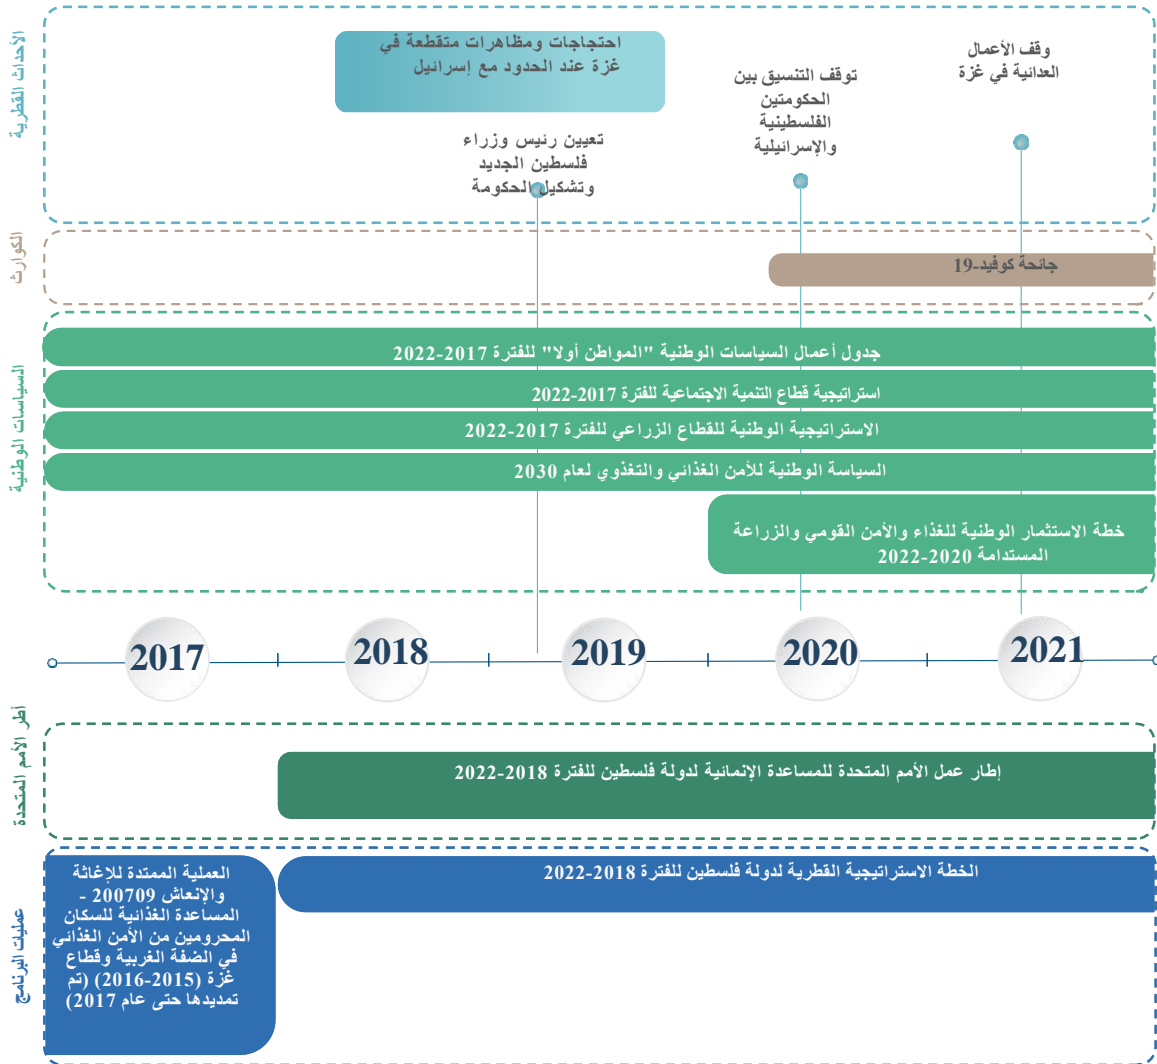 الأحداث القطرية
احتجاجات ومظاهرات متقطعة في
غزة عند الحدود مع إسرائيل
تعيين رئيس وزراء
فلسطين الجديد
وتشكيل الحكومة
توقف التنسيق بين
الحكومتين
الفلسطينية
والإسرائيلية
وقف الأعمال
العدائية في غزة
الكوارث
جائحة كوفيد-19
السياسات الوطنية
جدول أعمال السياسات الوطنية "المواطن أولا" للفترة 2017-2022
استراتيجية قطاع التنمية الاجتماعية للفترة 2017-2022
الاستراتيجية الوطنية للقطاع الزراعي للفترة 2017-2022
السياسة الوطنية للأمن الغذائي والتغذوي لعام 2030
خطة الاستثمار الوطنية للغذاء والأمن القومي والزراعة
المستدامة 2020-2022
2017
2018
2019
2020
2021
أطر الأمم المتحدة
إطار عمل الأمم المتحدة للمساعدة الإنمائية لدولة فلسطين للفترة 2018-2022
عمليات البرنامج
العملية الممتدة للإغاثة
والإنعاش 200709 -
المساعدة الغذائية للسكان
المحرومين من الأمن الغذائي
في الضفة الغربية وقطاع
غزة (2015-2016) (تم
تمديدها حتى عام 2017)
الخطة الاستراتيجية القطرية لدولة فلسطين للفترة 2018-2022